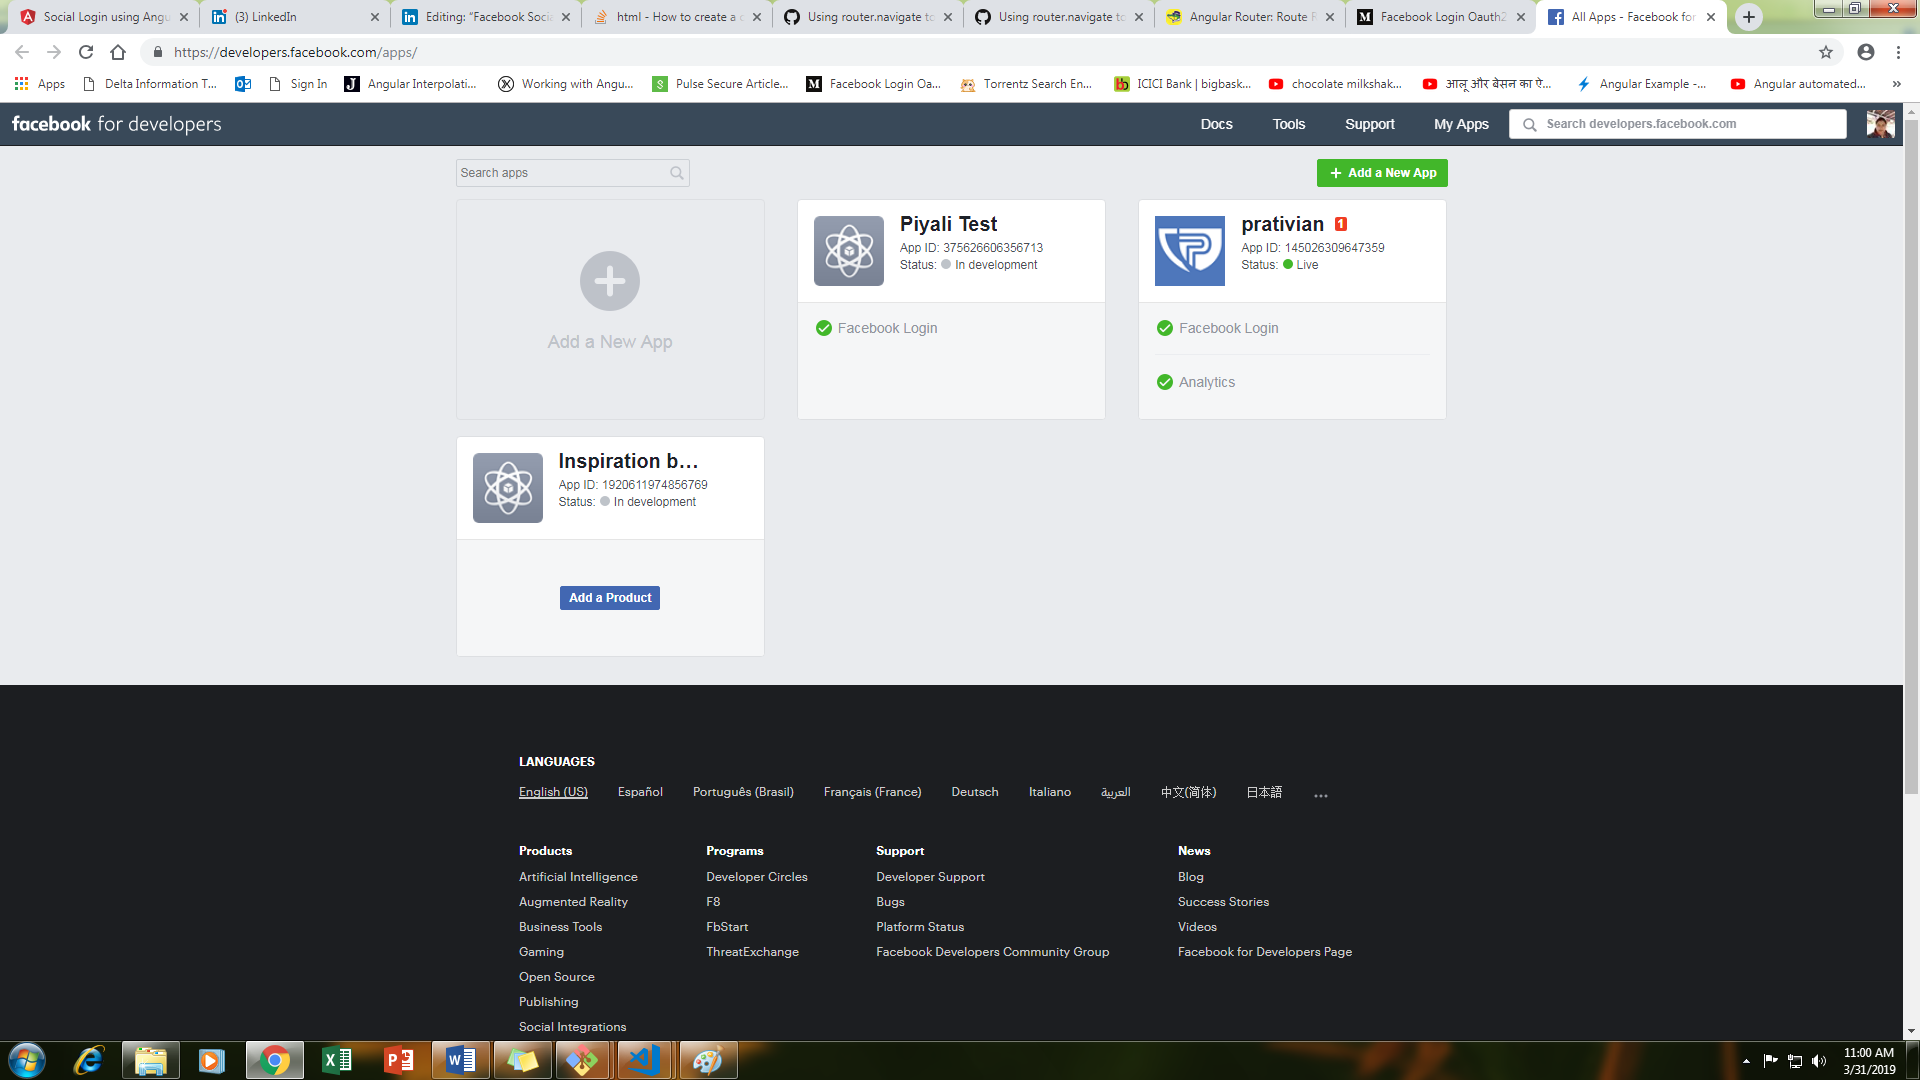 Social Login using Angu
(3) LinkedIn
Editing: "Facebook Socia
html - How to create a c
Using router.navigate to
Using router.navigate to
Angular Router: Route P
Facebook Login Oauth2
All Apps - Facebook for
https://developers.facebook.com/apps/
Apps
Delta Information T...
Sign In
Angular Interpolati...
Working with Angu...
Pulse Secure Article...
Facebook Login Oa...
Torrentz Search En...
ICICI Bank | bigbask...
chocolate milkshak...
आलू और बेसन का ऐ...
Angular Example -...
Angular automated...
»
facebook for developers
Docs
Tools
Support
My Apps
Search developers.facebook.com
Search apps
+ Add a New App
Add a New App
Piyali Test
App ID: 375626606356713
Status: In development
Facebook Login
prativian 1
App ID: 145026309647359
Status: Live
Facebook Login
Analytics
Inspiration b...
App ID: 1920611974856769
Status: In development
Add a Product
LANGUAGES
English (US)
Español
Português (Brasil)
Français (France)
Deutsch
Italiano
العربية
中文(简体)
日本語
...
Products
Artificial Intelligence
Augmented Reality
Business Tools
Gaming
Open Source
Publishing
Social Integrations
Programs
Developer Circles
F8
FbStart
ThreatExchange
Support
Developer Support
Bugs
Platform Status
Facebook Developers Community Group
News
Blog
Success Stories
Videos
Facebook for Developers Page
11:00 AM
3/31/2019